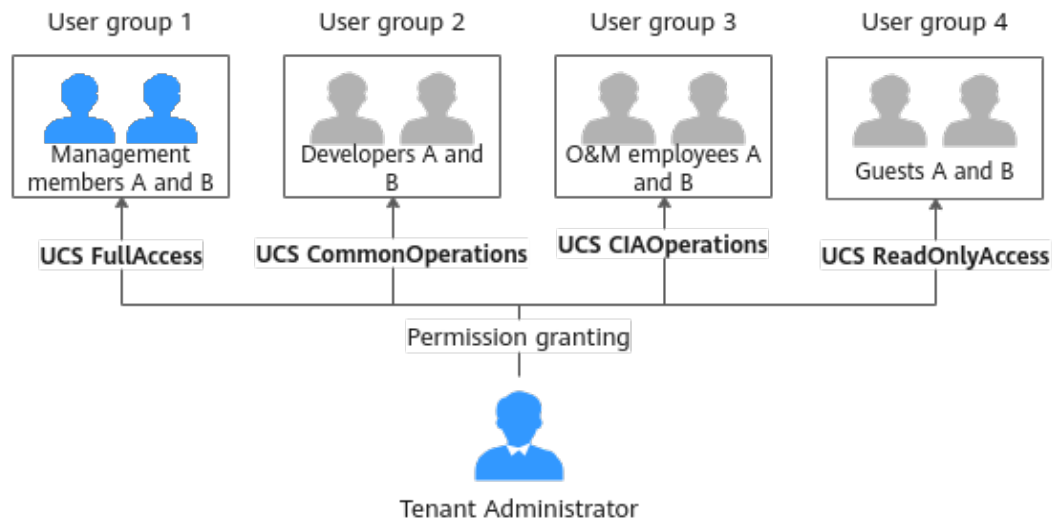 User group 1
User group 2
User group 3
User group 4
Management
members A and B
Developers A and
B
O&M employees A
and B
Guests A and B
UCS FullAccess
UCS CommonOperations
UCS CIAOperations
UCS ReadOnlyAccess
Permission granting
Tenant Administrator